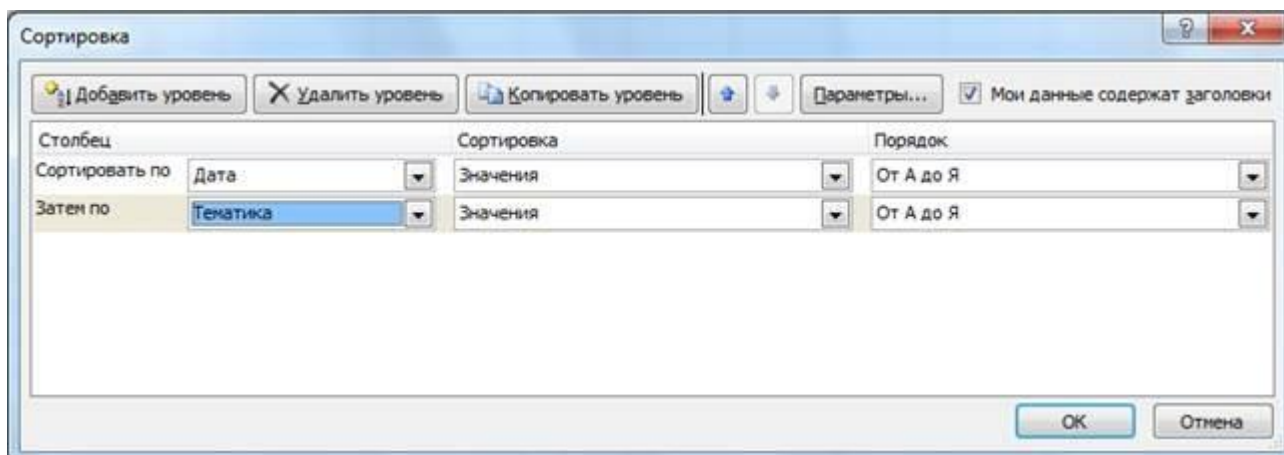 Сортировка
Добавить уровень Удалить уровень Копировать уровень Параметры... Мои данные содержат заголовки
Столбец Сортировка Порядок
Сортировать по Дата Значения От А до Я
Затем по Тематика Значения От А до Я
ОК Отмена